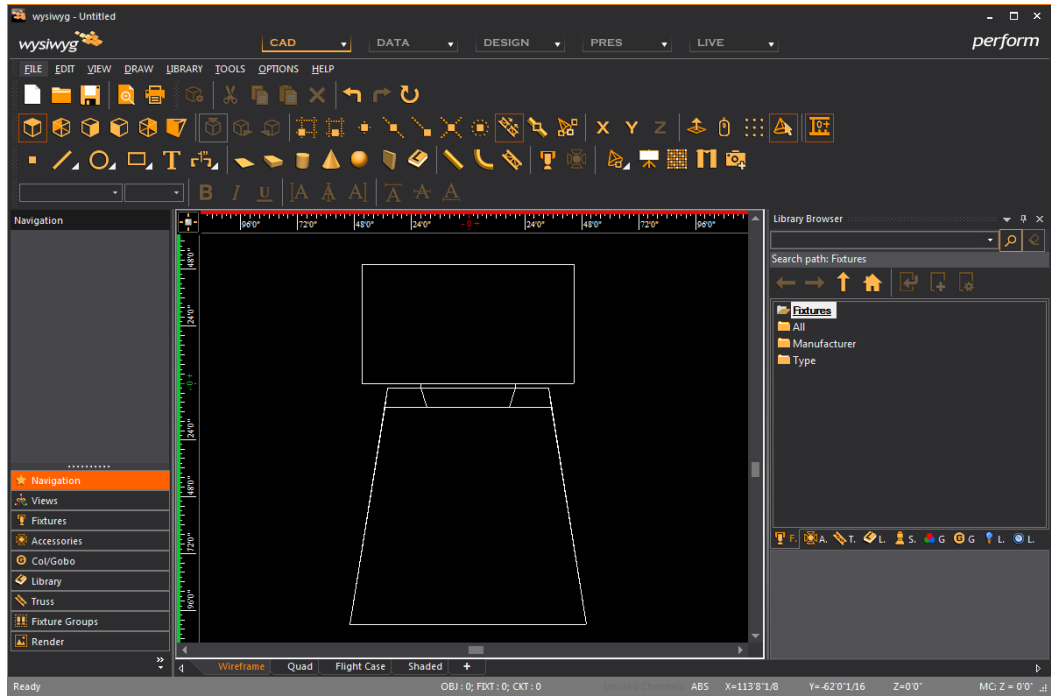 wysiwyg - Untitled
wysiwyg CAD DATA DESIGN PRES LIVE perform
FILE EDIT VIEW DRAW LIBRARY TOOLS OPTIONS HELP
X Y Z
T
B I U A A A A A A
Navigation
96'0" 72'0" 48'0" 24'0" -0+ 24'0" 48'0" 72'0" 96'0"
Library Browser
Search path: Fixtures
48'0"
24'0"
-0+
24'0"
48'0"
72'0"
96'0"
Fixtures
All
Manufacturer
Type
Navigation
Views
Fixtures
Accessories
Col/Gobo
Library
Truss
Fixture Groups
Render
F. A. T. L. S. G G L. L.
Wireframe Quad Flight Case Shaded +
Ready OBJ : 0; FIXT : 0; CKT : 0 Unused Channels ABS X=113'8"1/8 Y=-62'0"1/16 Z=0'0" MC: Z = 0'0"